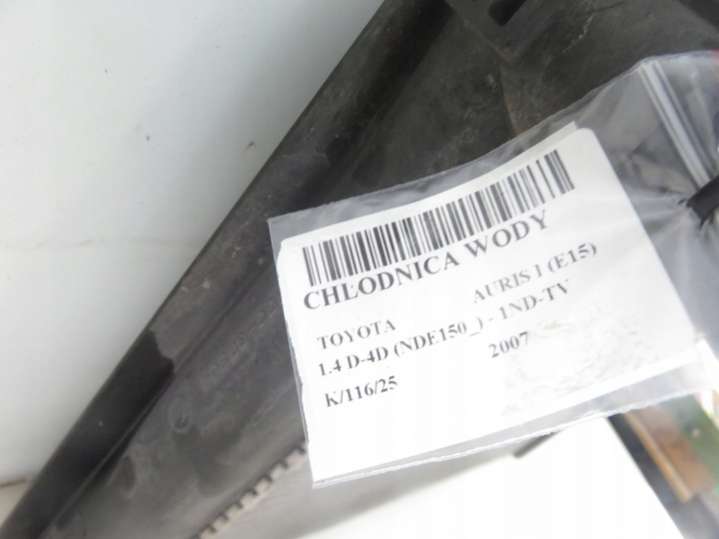 CHŁODNICA WODY
TOYOTA AURIS I (E15)
1.4 D-4D (NDE150_) - 1ND-TV
K/116/25 2007